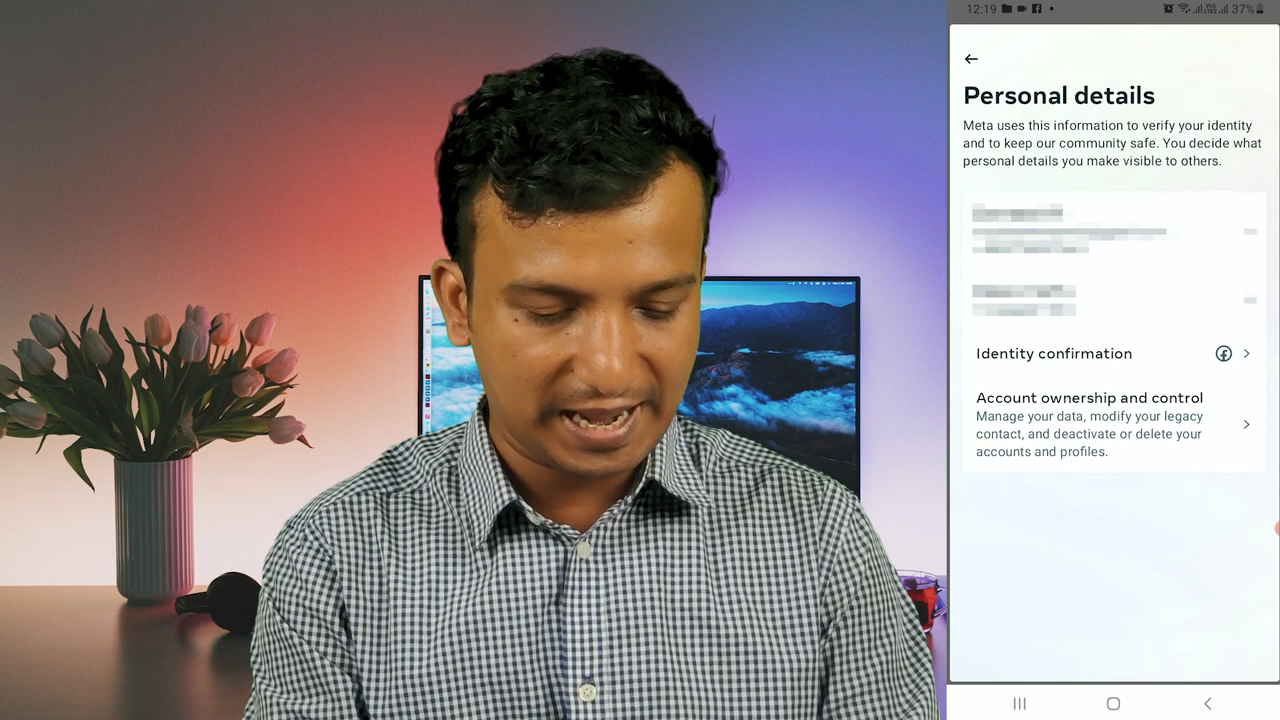 12:19
37%
Personal details
Meta uses this information to verify your identity
and to keep our community safe. You decide what
personal details you make visible to others.
Identity confirmation
Account ownership and control
Manage your data, modify your legacy
contact, and deactivate or delete your
accounts and profiles.